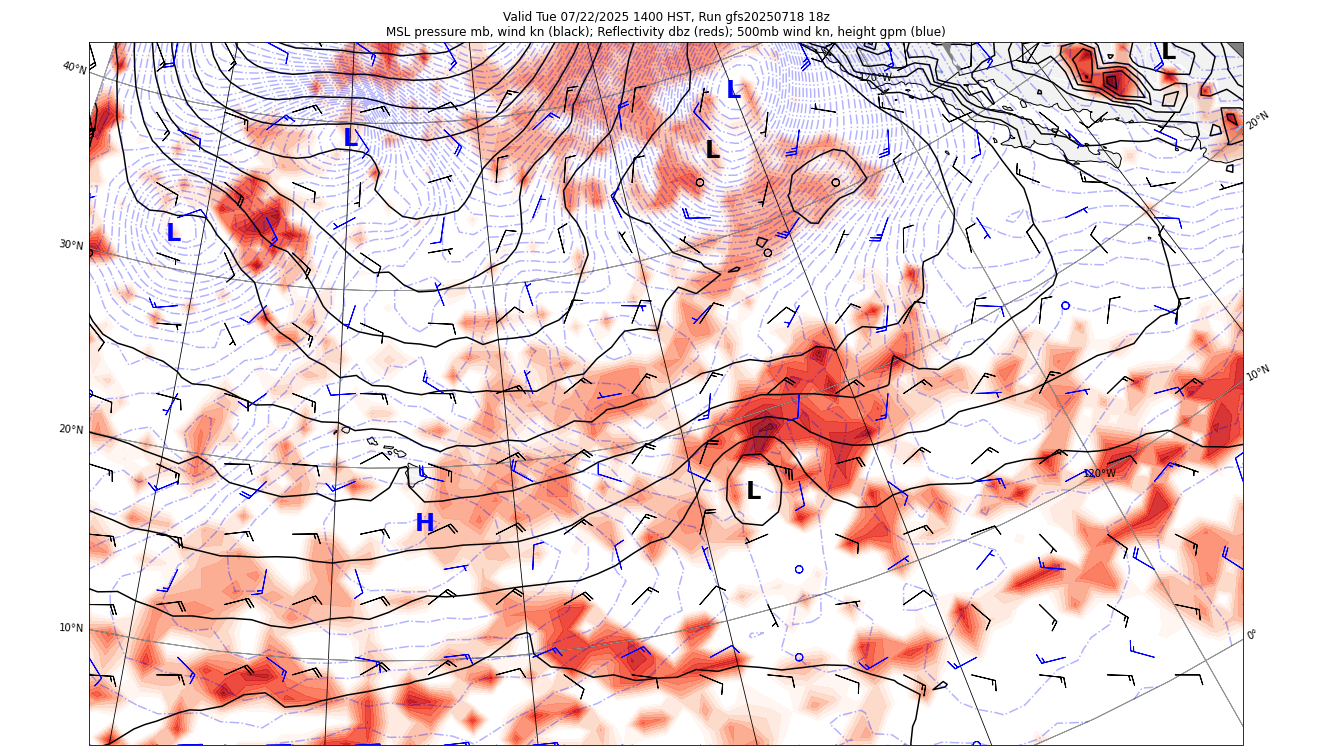 Valid Tue 07/22/2025 1400 HST, Run gfs20250718 18z
MSL pressure mb, wind kn (black); Reflectivity dbz (reds); 500mb wind kn, height gpm (blue)
L
40°N
120°W
L
20°N
L
L
L
30°N
10°N
20°N
120°W
L
H
10°N
0°